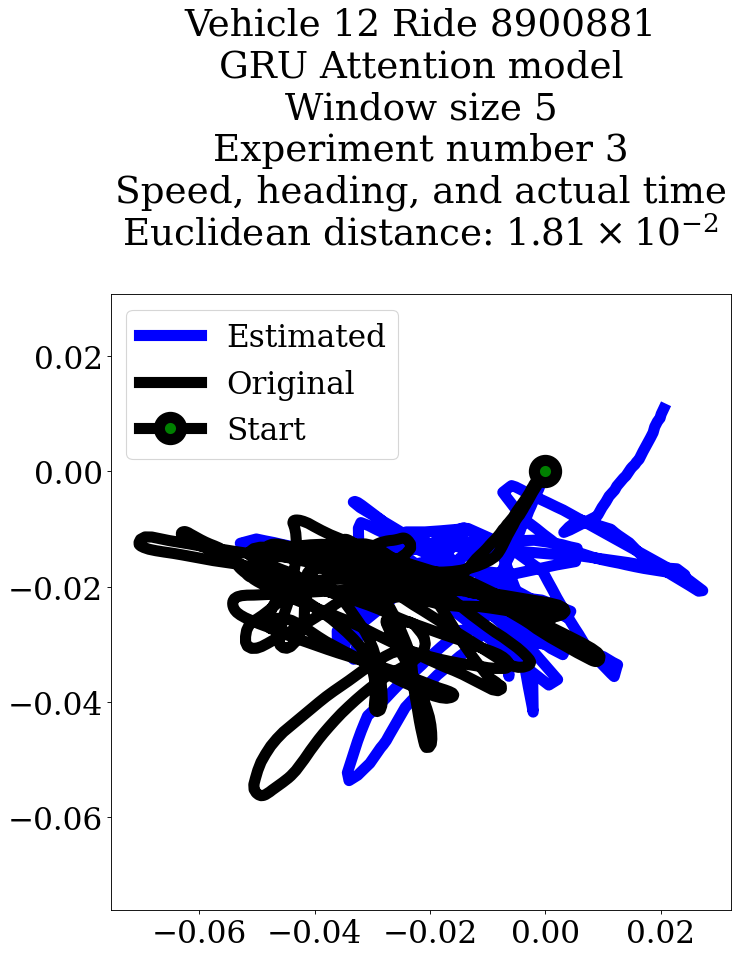 Vehicle 12 Ride 8900881
GRU Attention model
Window size 5
Experiment number 3
Speed, heading, and actual time
Euclidean distance: 1.81 × 10⁻²
Estimated
Original
Start
0.02
0.00
−0.02
−0.04
−0.06
−0.06 −0.04 −0.02 0.00 0.02